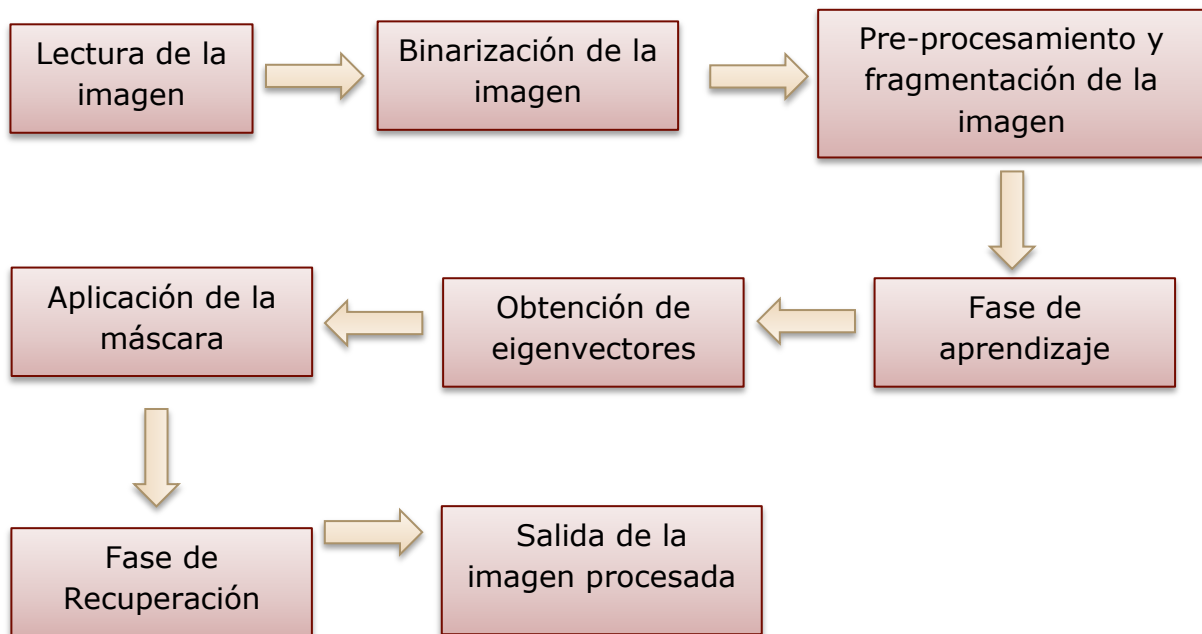 Lectura de la
imagen
Binarización de la
imagen
Pre-procesamiento y
fragmentación de la
imagen
Fase de
aprendizaje
Obtención de
eigenvectores
Aplicación de la
máscara
Fase de
Recuperación
Salida de la
imagen procesada